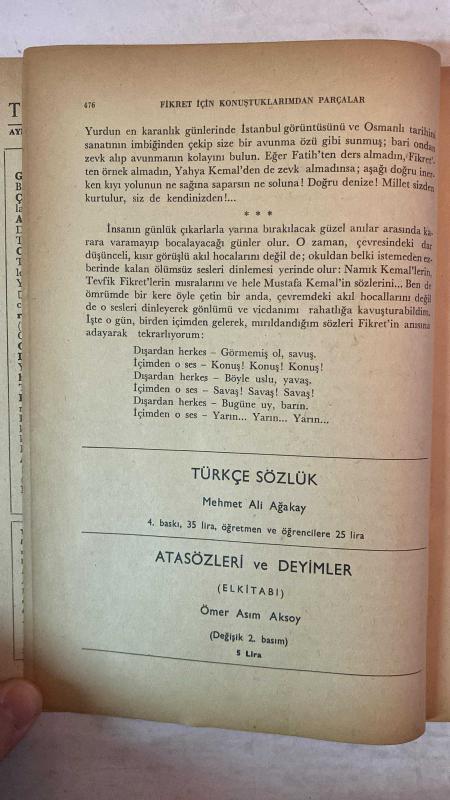 476
FİKRET İÇİN KONUŞTUKLARIMDAN PARÇALAR
Yurdun en karanlık günlerinde İstanbul görüntüsünü ve Osmanlı tarihini
sanatının imbiğinden çekip size bir avunma özü gibi sunmuş; bari ondan
zevk alıp avunmanın kolayını bulun. Eğer Fatih'ten ders almadın, Fikret'-
ten örnek almadın, Yahya Kemal'den de zevk almadınsa; aşağı doğru iner-
ken kıyı yolunun ne sağına saparsın ne soluna! Doğru denize! Millet sizden
kurtulur, siz de kendinizden!...
* * *
İnsanın günlük çıkarlarla yarına bırakılacak güzel anılar arasında ka-
rara varamayıp bocalayacağı günler olur. O zaman, çevresindeki dar
düşünceli, kısır görüşlü akıl hocalarını değil de; okuldan belki istemeden ez-
berinde kalan ölümsüz sesleri dinlemesi yerinde olur: Namık Kemal'lerin,
Tevfik Fikret'lerin mısralarını ve hele Mustafa Kemal'in sözlerini... Ben de
ömrümde bir kere öyle çetin bir anda, çevremdeki akıl hocallarını değil
de o sesleri dinleyerek gönlümü ve vicdanımı rahatlığa kavuşturabildim.
İşte o gün, birden içimden gelerek, mırıldandığım sözleri Fikret'in anısına
adayarak tekrarlıyorum:
Dışardan herkes – Görmemiş ol, savuş.
İçimden o ses – Konuş! Konuş! Konuş!
Dışardan herkes – Böyle uslu, yavaş.
İçimden o ses – Savaş! Savaş! Savaş!
Dışardan herkes – Bugüne uy, barın.
İçimden o ses – Yarın... Yarın... Yarın...
TÜRKÇE SÖZLÜK
Mehmet Ali Ağakay
4. baskı, 35 lira, öğretmen ve öğrencilere 25 lira
ATASÖZLERİ ve DEYİMLER
(ELKİTABI)
Ömer Asım Aksoy
(Değişik 2. basım)
5 Lira